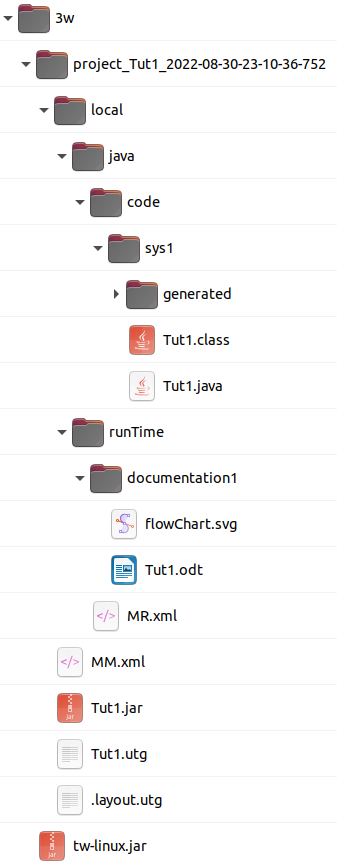 3w
project_Tut1_2022-08-30-23-10-36-752
local
java
code
sys1
generated
Tut1.class
Tut1.java
runTime
documentation1
flowChart.svg
Tut1.odt
MR.xml
MM.xml
Tut1.jar
Tut1.utg
.layout.utg
tw-linux.jar